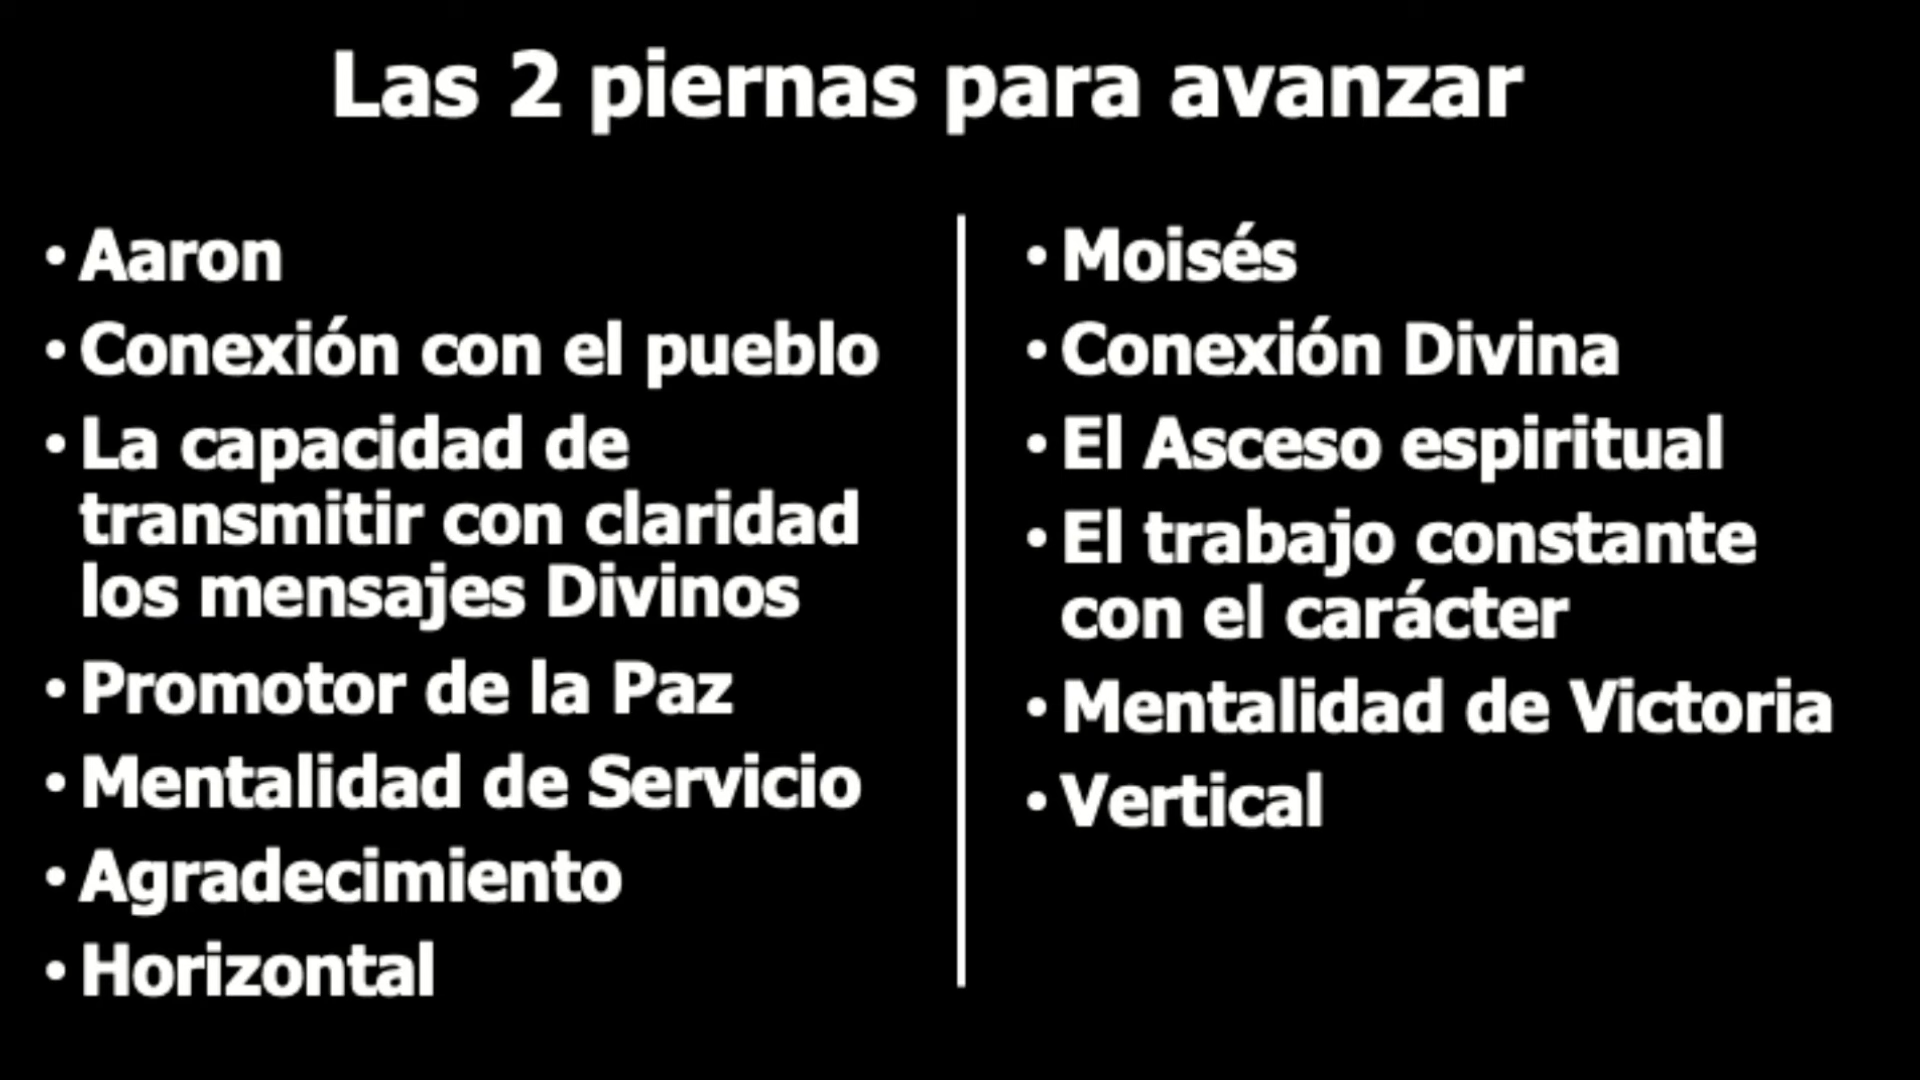 Las 2 piernas para avanzar
• Aaron
• Conexión con el pueblo
• La capacidad de
transmitir con claridad
los mensajes Divinos
• Promotor de la Paz
• Mentalidad de Servicio
• Agradecimiento
• Horizontal
• Moisés
• Conexión Divina
• El Asceso espiritual
• El trabajo constante
con el carácter
• Mentalidad de Victoria
• Vertical